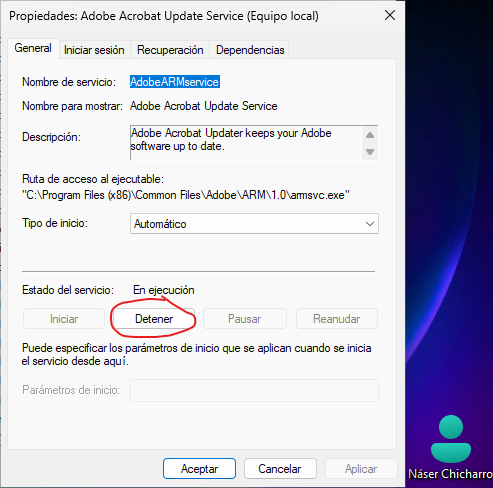 Propiedades: Adobe Acrobat Update Service (Equipo local)
General
Iniciar sesión
Recuperación
Dependencias
Nombre de servicio:
AdobeARMservice
Nombre para mostrar:
Adobe Acrobat Update Service
Descripción:
Adobe Acrobat Updater keeps your Adobe
software up to date.
Ruta de acceso al ejecutable:
"C:\Program Files (x86)\Common Files\Adobe\ARM\1.0\armsvc.exe"
Tipo de inicio:
Automático
Estado del servicio:
En ejecución
Iniciar
Detener
Pausar
Reanudar
Puede especificar los parámetros de inicio que se aplican cuando se inicia
el servicio desde aquí.
Parámetros de inicio:
Aceptar
Cancelar
Aplicar
Náser Chicharro